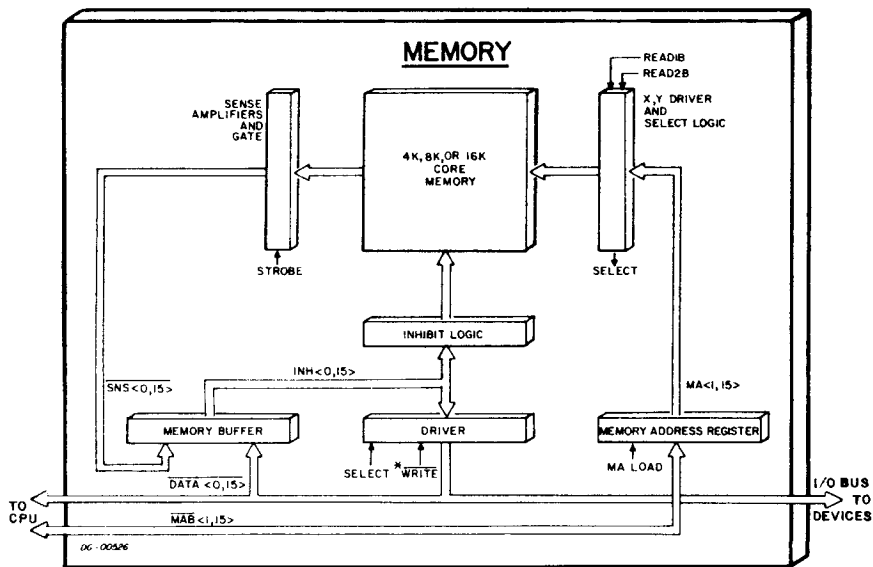 MEMORY
READ1B
READ2B
SENSE
AMPLIFIERS
AND
GATE
X,Y DRIVER
AND
SELECT LOGIC
4K, 8K, OR 16K
CORE
MEMORY
STROBE
SELECT
INHIBIT LOGIC
INH<0,15>
SNS<0,15>
MA<1,15>
MEMORY BUFFER
DRIVER
MEMORY ADDRESS REGISTER
SELECT * WRITE
MA LOAD
DATA<0,15>
TO
CPU
MAB<1,15>
I/O BUS
TO
DEVICES
DG-00526